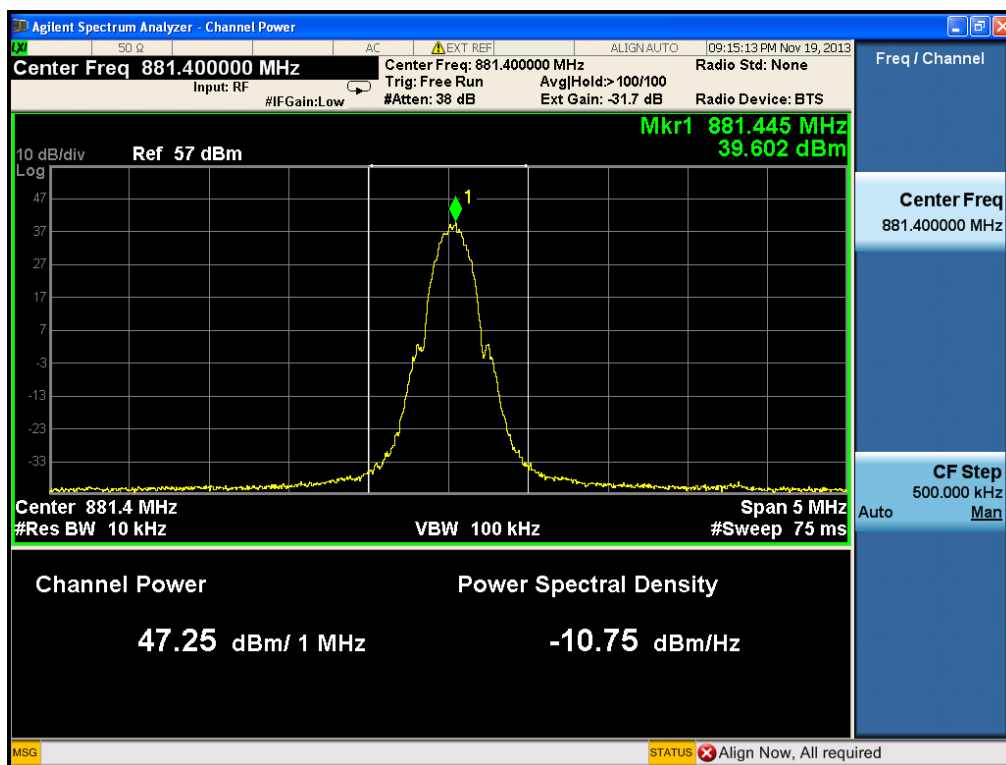 Agilent Spectrum Analyzer - Channel Power
LXI 50 Ω AC EXT REF ALIGN AUTO 09:15:13 PM Nov 19, 2013
Center Freq 881.400000 MHz
Input: RF
#IFGain:Low
Center Freq: 881.400000 MHz
Trig: Free Run
#Atten: 38 dB
Avg|Hold:> 100/100
Ext Gain: -31.7 dB
Radio Std: None
Radio Device: BTS
Mkr1 881.445 MHz
39.602 dBm
10 dB/div Ref 57 dBm
Log
1
47
37
27
17
7
-3
-13
-23
-33
Center 881.4 MHz Span 5 MHz
#Res BW 10 kHz VBW 100 kHz #Sweep 75 ms
Channel Power
47.25 dBm/ 1 MHz
Power Spectral Density
-10.75 dBm/Hz
Freq / Channel
Center Freq
881.400000 MHz
CF Step
500.000 kHz
Auto Man
MSG STATUS Align Now, All required